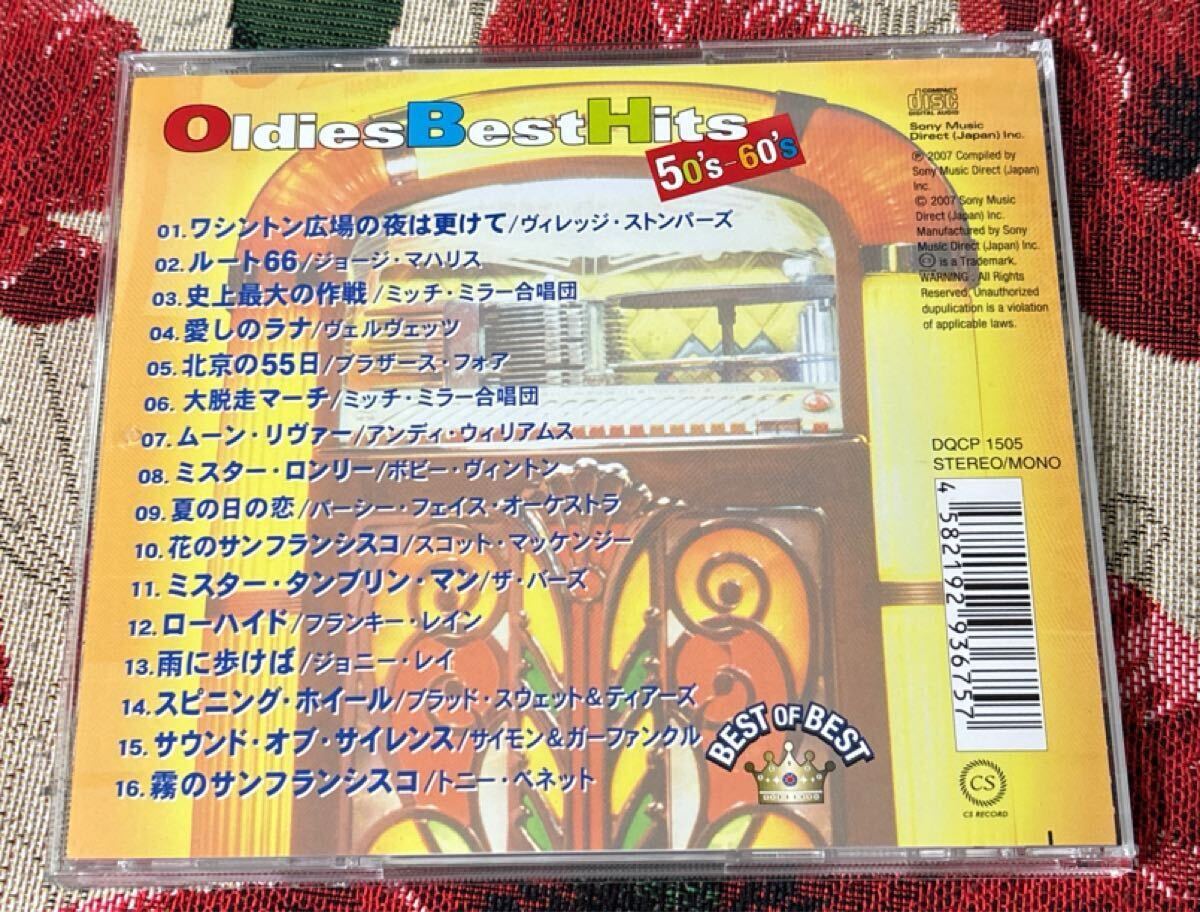 Oldies Best Hits
50's-60's
01. ワシントン広場の夜は更けて/ヴィレッジ・ストンパーズ
02. ルート66/ジョージ・マハリス
03. 史上最大の作戦/ミッチ・ミラー合唱団
04. 愛しのラナ/ヴェルヴェッツ
05. 北京の55日/ブラザース・フォア
06. 大脱走マーチ/ミッチ・ミラー合唱団
07. ムーン・リヴァー/アンディ・ウィリアムス
08. ミスター・ロンリー/ボビー・ヴィントン
09. 夏の日の恋/パーシー・フェイス・オーケストラ
10. 花のサンフランシスコ/スコット・マッケンジー
11. ミスター・タンブリン・マン/ザ・バーズ
12. ローハイド/フランキー・レイン
13. 雨に歩けば/ジョニー・レイ
14. スピニング・ホイール/ブラッド・スウェット&ティアーズ
15. サウンド・オブ・サイレンス/サイモン&ガーファンクル
16. 霧のサンフランシスコ/トニー・ベネット
COMPACT
disc
DIGITAL AUDIO
Sony Music
Direct (Japan) Inc.
℗ 2007 Compiled by
Sony Music Direct (Japan)
Inc.
© 2007 Sony Music
Direct (Japan) Inc.
Manufactured by Sony
Music Direct (Japan) Inc.
CS is a Trademark.
WARNING : All Rights
Reserved. Unauthorized
dupulication is a violation
of applicable laws.
DQCP 1505
STEREO/MONO
4 582192 936757
BEST OF BEST
CS
CS RECORD